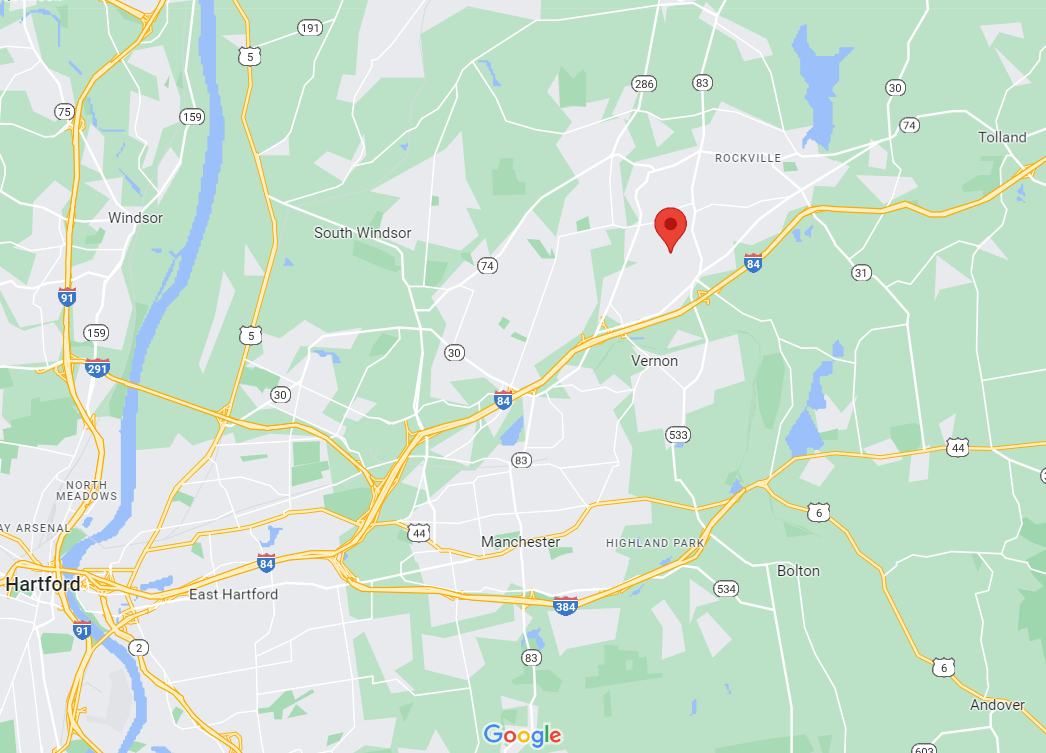 191
5
286
83
30
75
159
74
Tolland
ROCKVILLE
Windsor
South Windsor
74
84
31
91
159
5
30
Vernon
291
30
84
533
44
83
NORTH
MEADOWS
6
AY ARSENAL
44
Manchester
HIGHLAND PARK
84
Bolton
Hartford
East Hartford
534
384
91
2
83
6
Andover
Google
603